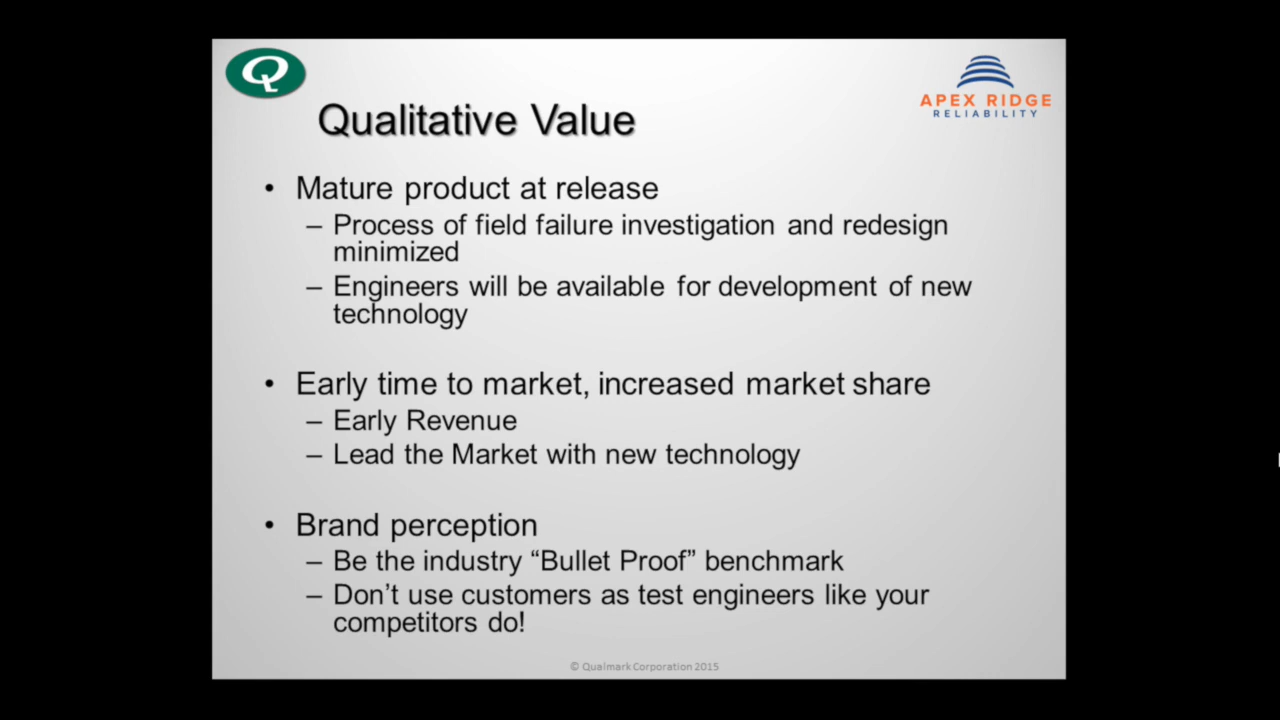 Q
APEX RIDGE
RELIABILITY
Qualitative Value
• Mature product at release
– Process of field failure investigation and redesign
minimized
– Engineers will be available for development of new
technology
• Early time to market, increased market share
– Early Revenue
– Lead the Market with new technology
• Brand perception
– Be the industry “Bullet Proof” benchmark
– Don’t use customers as test engineers like your
competitors do!
© Qualmark Corporation 2015